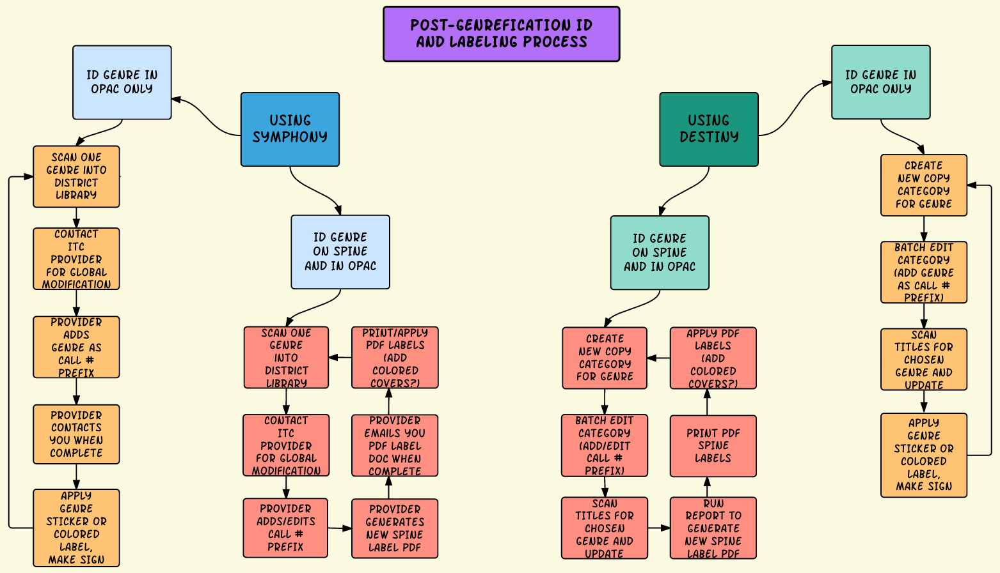 POST-GENREFICATION ID
AND LABELING PROCESS
ID GENRE IN
OPAC ONLY
USING
SYMPHONY
SCAN ONE
GENRE INTO
DISTRICT
LIBRARY
CONTACT
ITC
PROVIDER
FOR GLOBAL
MODIFICATION
PROVIDER
ADDS
GENRE AS
CALL #
PREFIX
PROVIDER
CONTACTS
YOU WHEN
COMPLETE
APPLY
GENRE
STICKER OR
COLORED
LABEL,
MAKE SIGN
ID GENRE
ON SPINE
AND IN OPAC
SCAN ONE
GENRE
INTO
DISTRICT
LIBRARY
CONTACT
ITC
PROVIDER
FOR GLOBAL
MODIFICATION
PROVIDER
ADDS/EDITS
CALL #
PREFIX
PROVIDER
GENERATES
NEW SPINE
LABEL PDF
PROVIDER
EMAILS YOU
PDF LABEL
DOC WHEN
COMPLETE
PRINT/APPLY
PDF LABELS
(ADD
COLORED
COVERS?)
USING
DESTINY
ID GENRE
ON SPINE
AND IN OPAC
CREATE
NEW COPY
CATEGORY
FOR GENRE
BATCH EDIT
CATEGORY
(ADD/EDIT
CALL #
PREFIX)
SCAN
TITLES FOR
CHOSEN
GENRE AND
UPDATE
RUN
REPORT TO
GENERATE
NEW SPINE
LABEL PDF
PRINT PDF
SPINE
LABELS
APPLY PDF
LABELS
(ADD
COLORED
COVERS?)
ID GENRE IN
OPAC ONLY
CREATE
NEW COPY
CATEGORY
FOR GENRE
BATCH EDIT
CATEGORY
(ADD GENRE
AS CALL #
PREFIX)
SCAN
TITLES FOR
CHOSEN
GENRE AND
UPDATE
APPLY
GENRE
STICKER OR
COLORED
LABEL,
MAKE SIGN